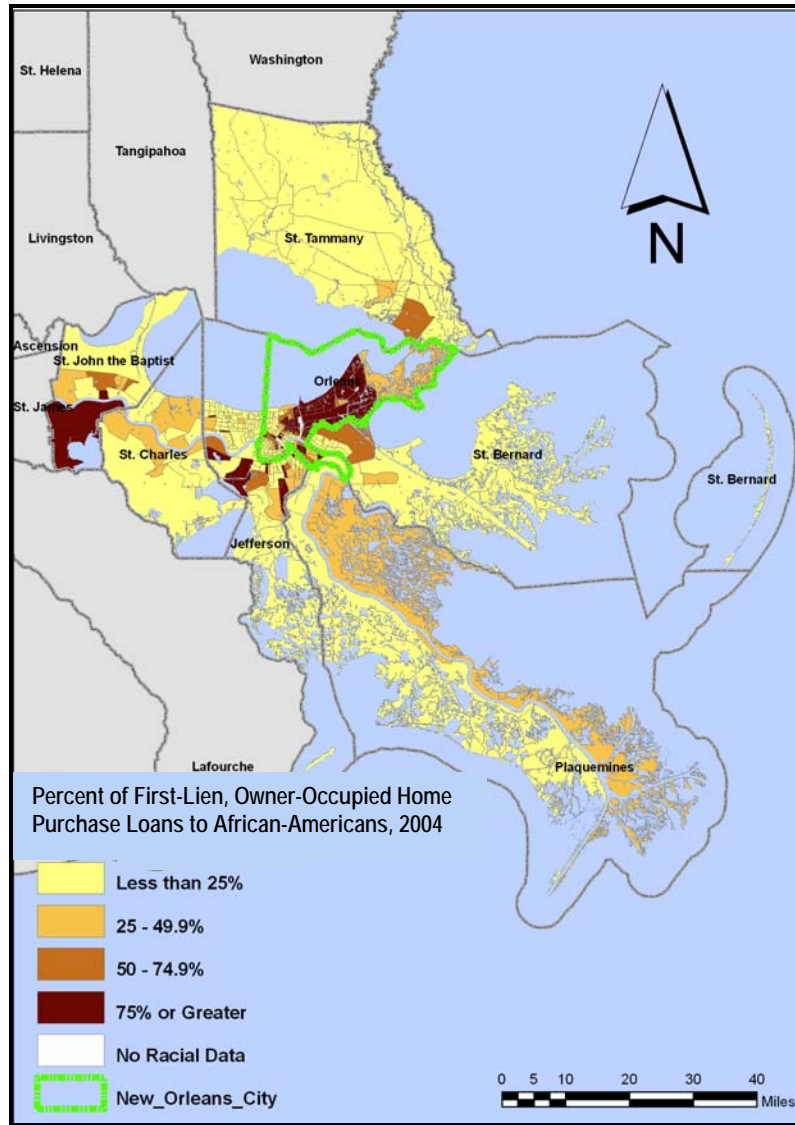 Washington
St. Helena
Tangipahoa
N
St. Tammany
Livingston
Ascension
St. John the Baptist
Orleans
St. James
St. Charles
St. Bernard
St. Bernard
Jefferson
Lafourche
Plaquemines
Percent of First-Lien, Owner-Occupied Home
Purchase Loans to African-Americans, 2004
Less than 25%
25 - 49.9%
50 - 74.9%
75% or Greater
No Racial Data
New_Orleans_City
0 5 10 20 30 40
Miles